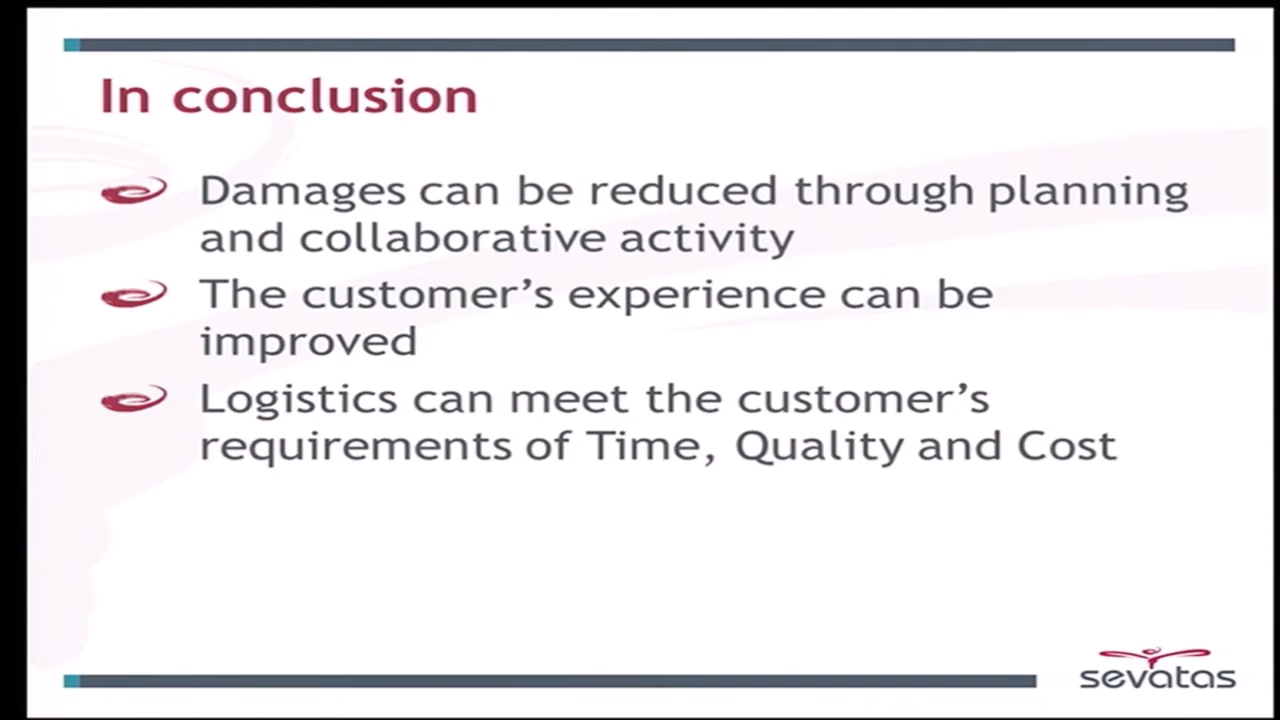 In conclusion
Damages can be reduced through planning
and collaborative activity
The customer's experience can be
improved
Logistics can meet the customer's
requirements of Time, Quality and Cost
sevatas